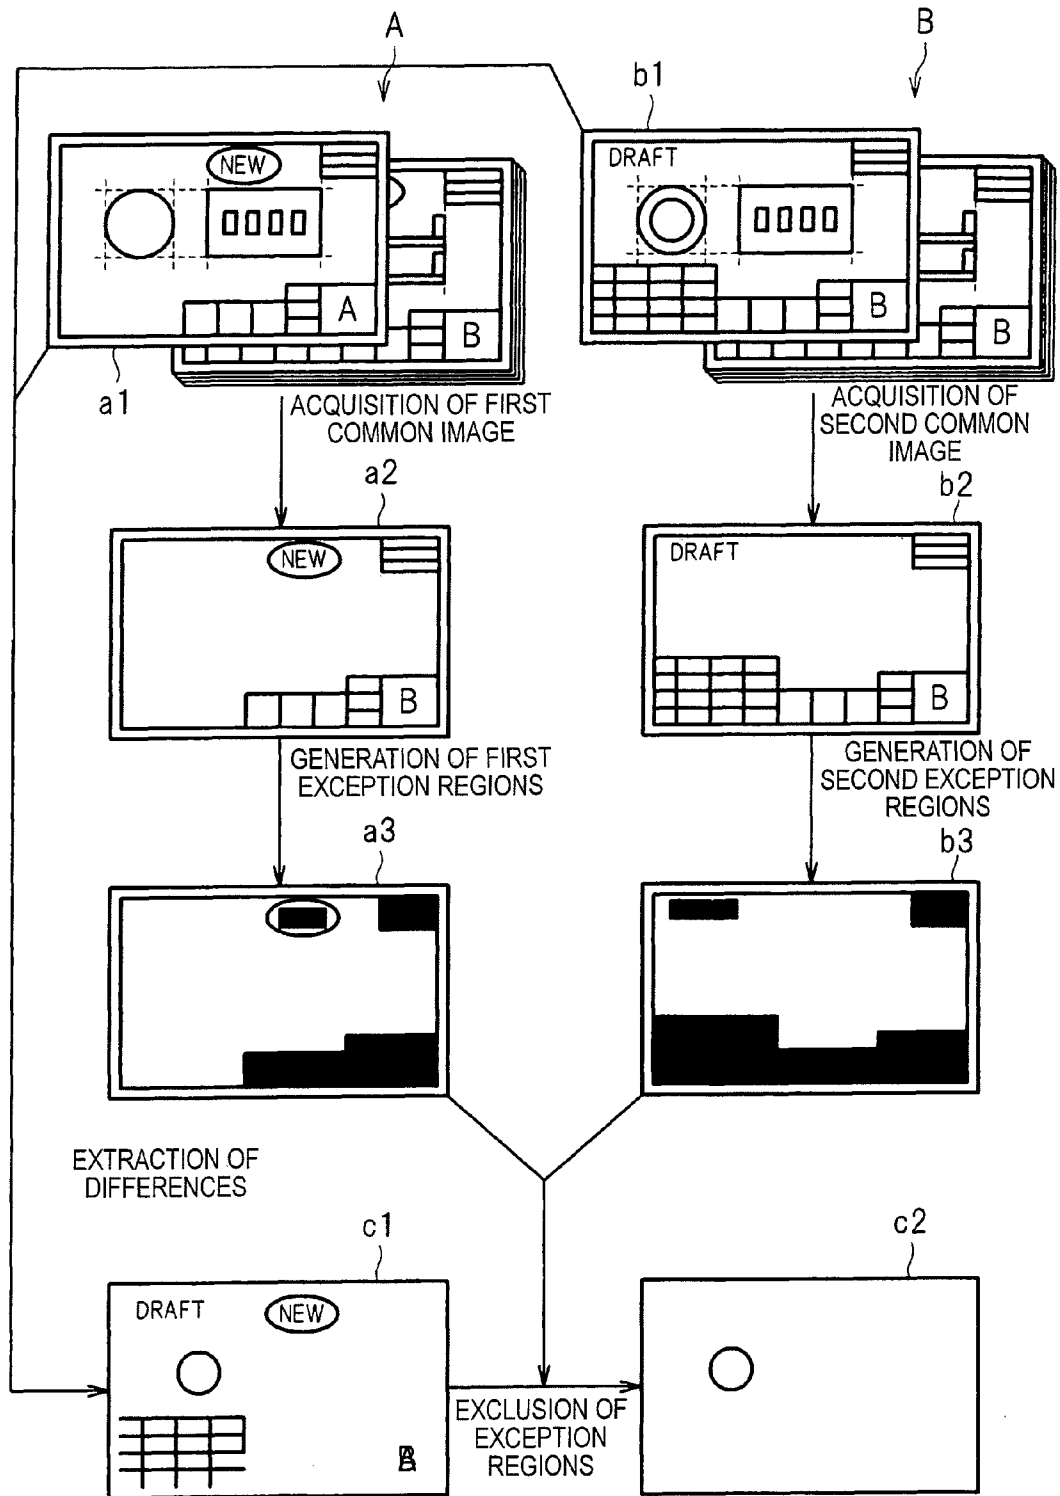 A
B
b1
NEW
DRAFT
A
B
B
B
a1
ACQUISITION OF FIRST
COMMON IMAGE
ACQUISITION OF
SECOND COMMON
IMAGE
a2
b2
NEW
DRAFT
B
B
GENERATION OF FIRST
EXCEPTION REGIONS
GENERATION OF
SECOND EXCEPTION
REGIONS
a3
b3
EXTRACTION OF
DIFFERENCES
c1
c2
DRAFT
NEW
EXCLUSION OF
EXCEPTION
REGIONS